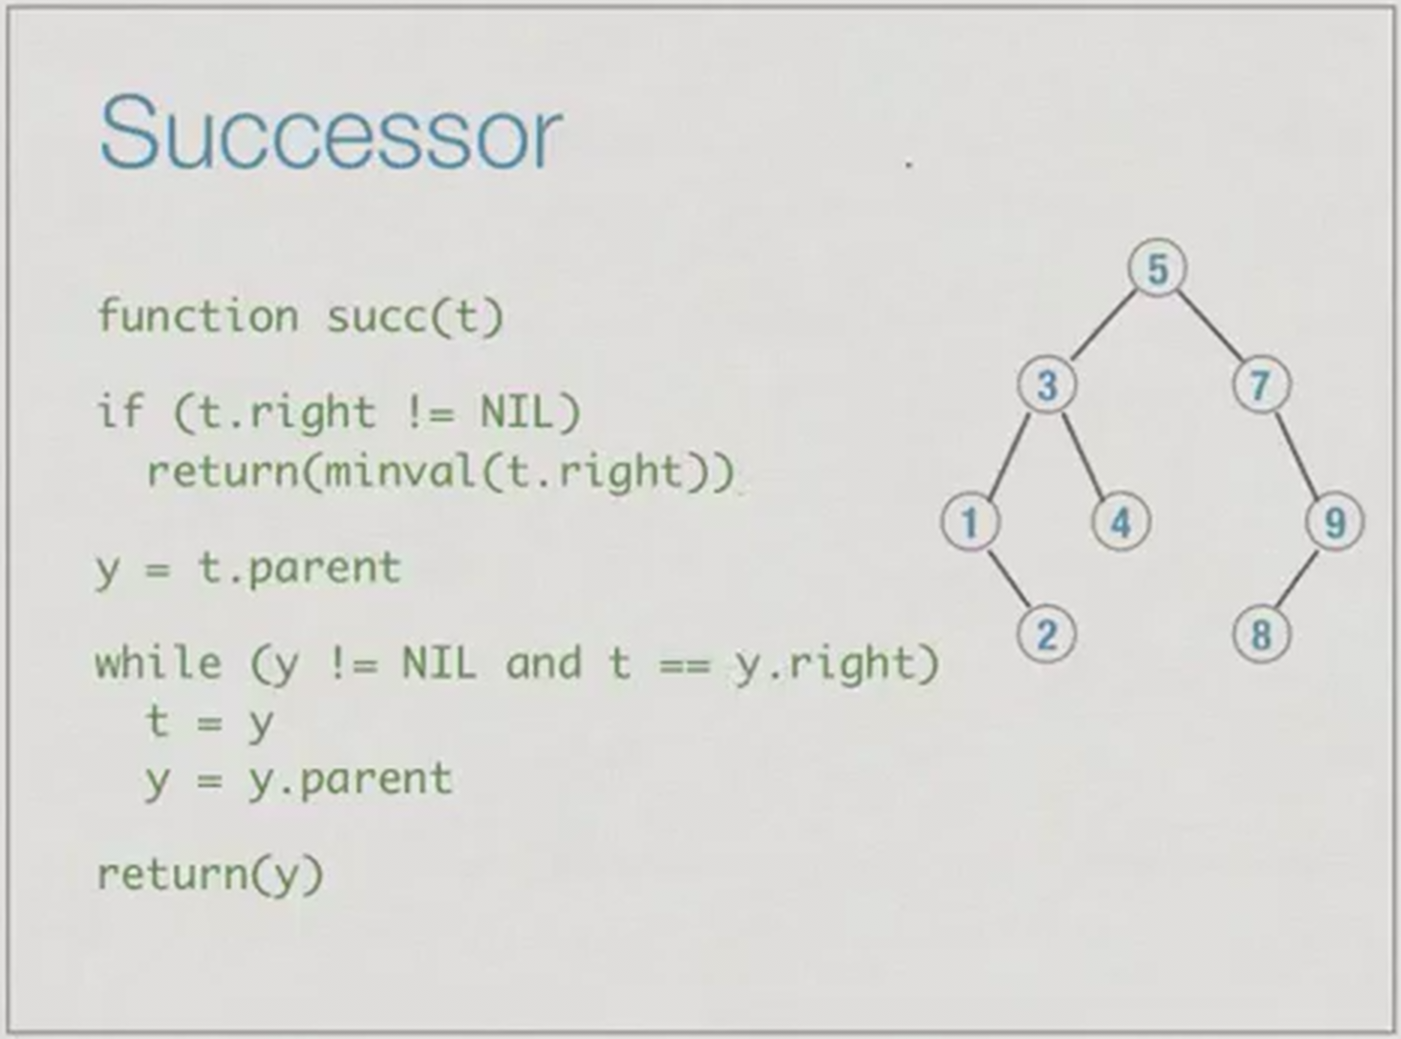 Successor
function succ(t)
if (t.right != NIL)
return(minval(t.right))
y = t.parent
while (y != NIL and t == y.right)
t = y
y = y.parent
return(y)
5
3
7
1
4
9
2
8